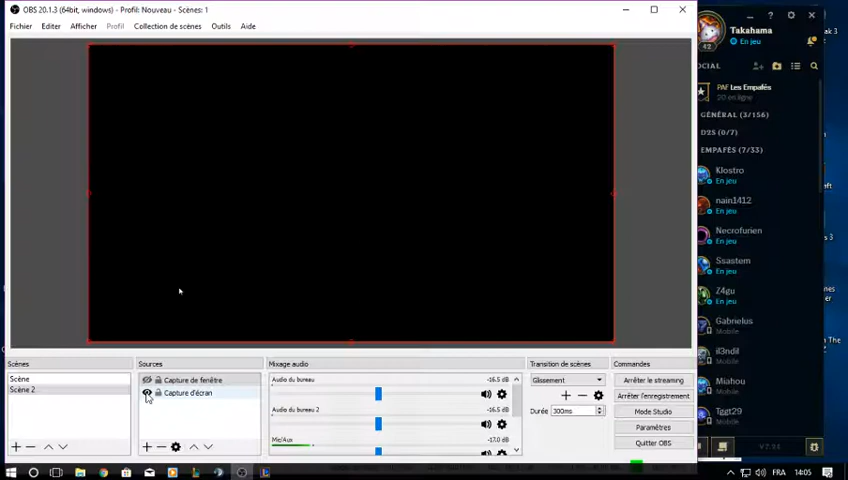 OBS 20.1.3 (64bit, windows) - Profil: Nouveau - Scènes: 1
Fichier Editer Afficher Profil Collection de scènes Outils Aide
Scènes
Scène
Scène 2
Sources
Capture de fenêtre
Capture d'écran
Mixage audio
Audio du bureau -16.5 dB
Audio du bureau 2 -16.5 dB
Mic/Aux -17.0 dB
Transition de scènes
Glissement
Durée 300ms
Commandes
Arrêter le streaming
Arrêter l'enregistrement
Mode Studio
Paramètres
Quitter OBS
Takahama
En jeu
42
SOCIAL
PAF Les Empafés
20 en ligne
GÉNÉRAL (3/156)
D2S (0/7)
EMPAFÉS (7/33)
Klostro
En jeu
nain1412
En jeu
Necrofurien
En jeu
Ssastem
En jeu
Z4gu
En jeu
Gabrielus
Mobile
il3ndil
Mobile
Miahou
Mobile
Tggt29
Mobile
FRA 14:05